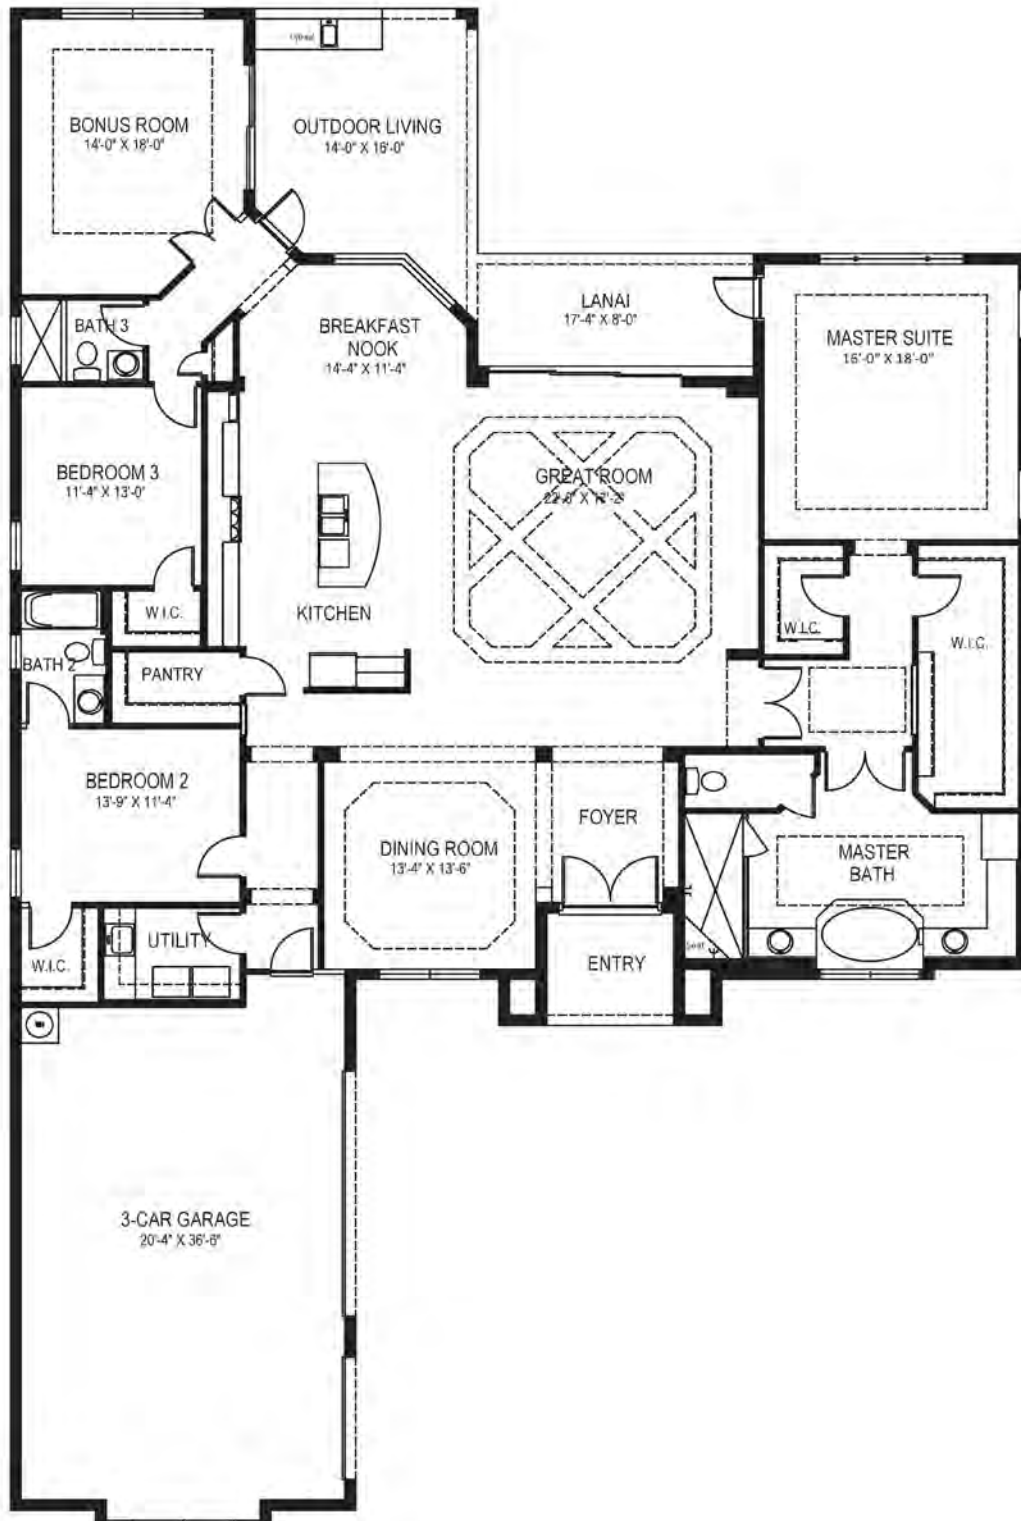 BONUS ROOM
14'-0" X 18'-0"
OUTDOOR LIVING
14'-0" X 16'-0"
LANAI
17'-4" X 8'-0"
BATH 3
BREAKFAST
NOOK
14'-4" X 11'-4"
MASTER SUITE
16'-0" X 18'-0"
BEDROOM 3
11'-4" X 13'-0"
GREAT ROOM
W.I.C.
KITCHEN
W.I.C.
W.I.C.
BATH 2
PANTRY
BEDROOM 2
13'-9" X 11'-4"
DINING ROOM
13'-4" X 13'-6"
FOYER
MASTER
BATH
UTILITY
W.I.C.
Seat
ENTRY
3-CAR GARAGE
20'-4" X 36'-6"